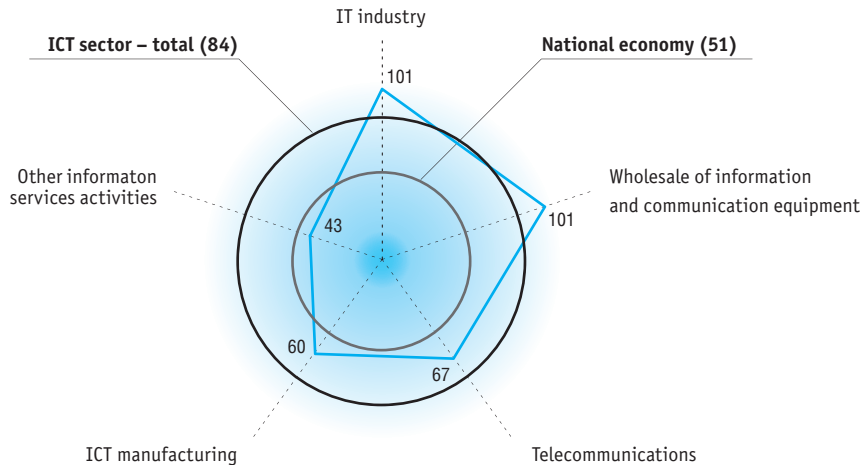 IT industry
ICT sector – total (84)
National economy (51)
101
Other informaton
services activities
43
Wholesale of information
and communication equipment
101
60
67
ICT manufacturing
Telecommunications